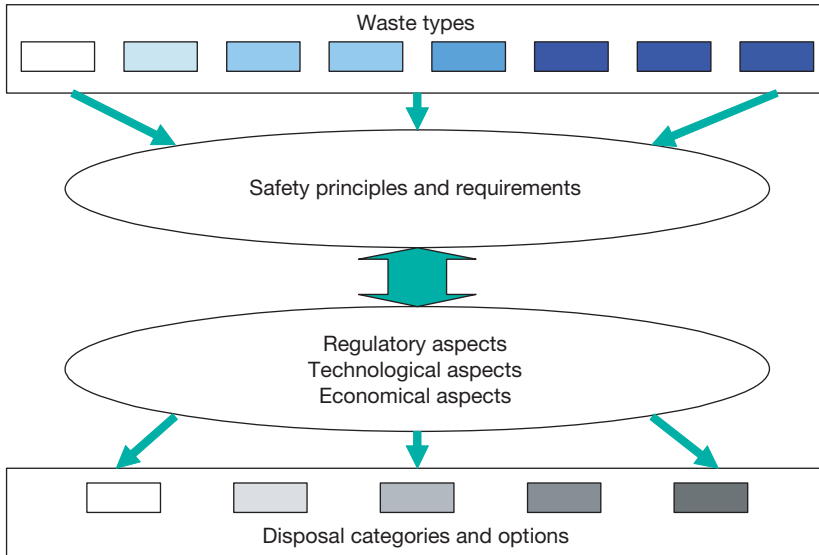 Waste types
Safety principles and requirements
Regulatory aspects
Technological aspects
Economical aspects
Disposal categories and options